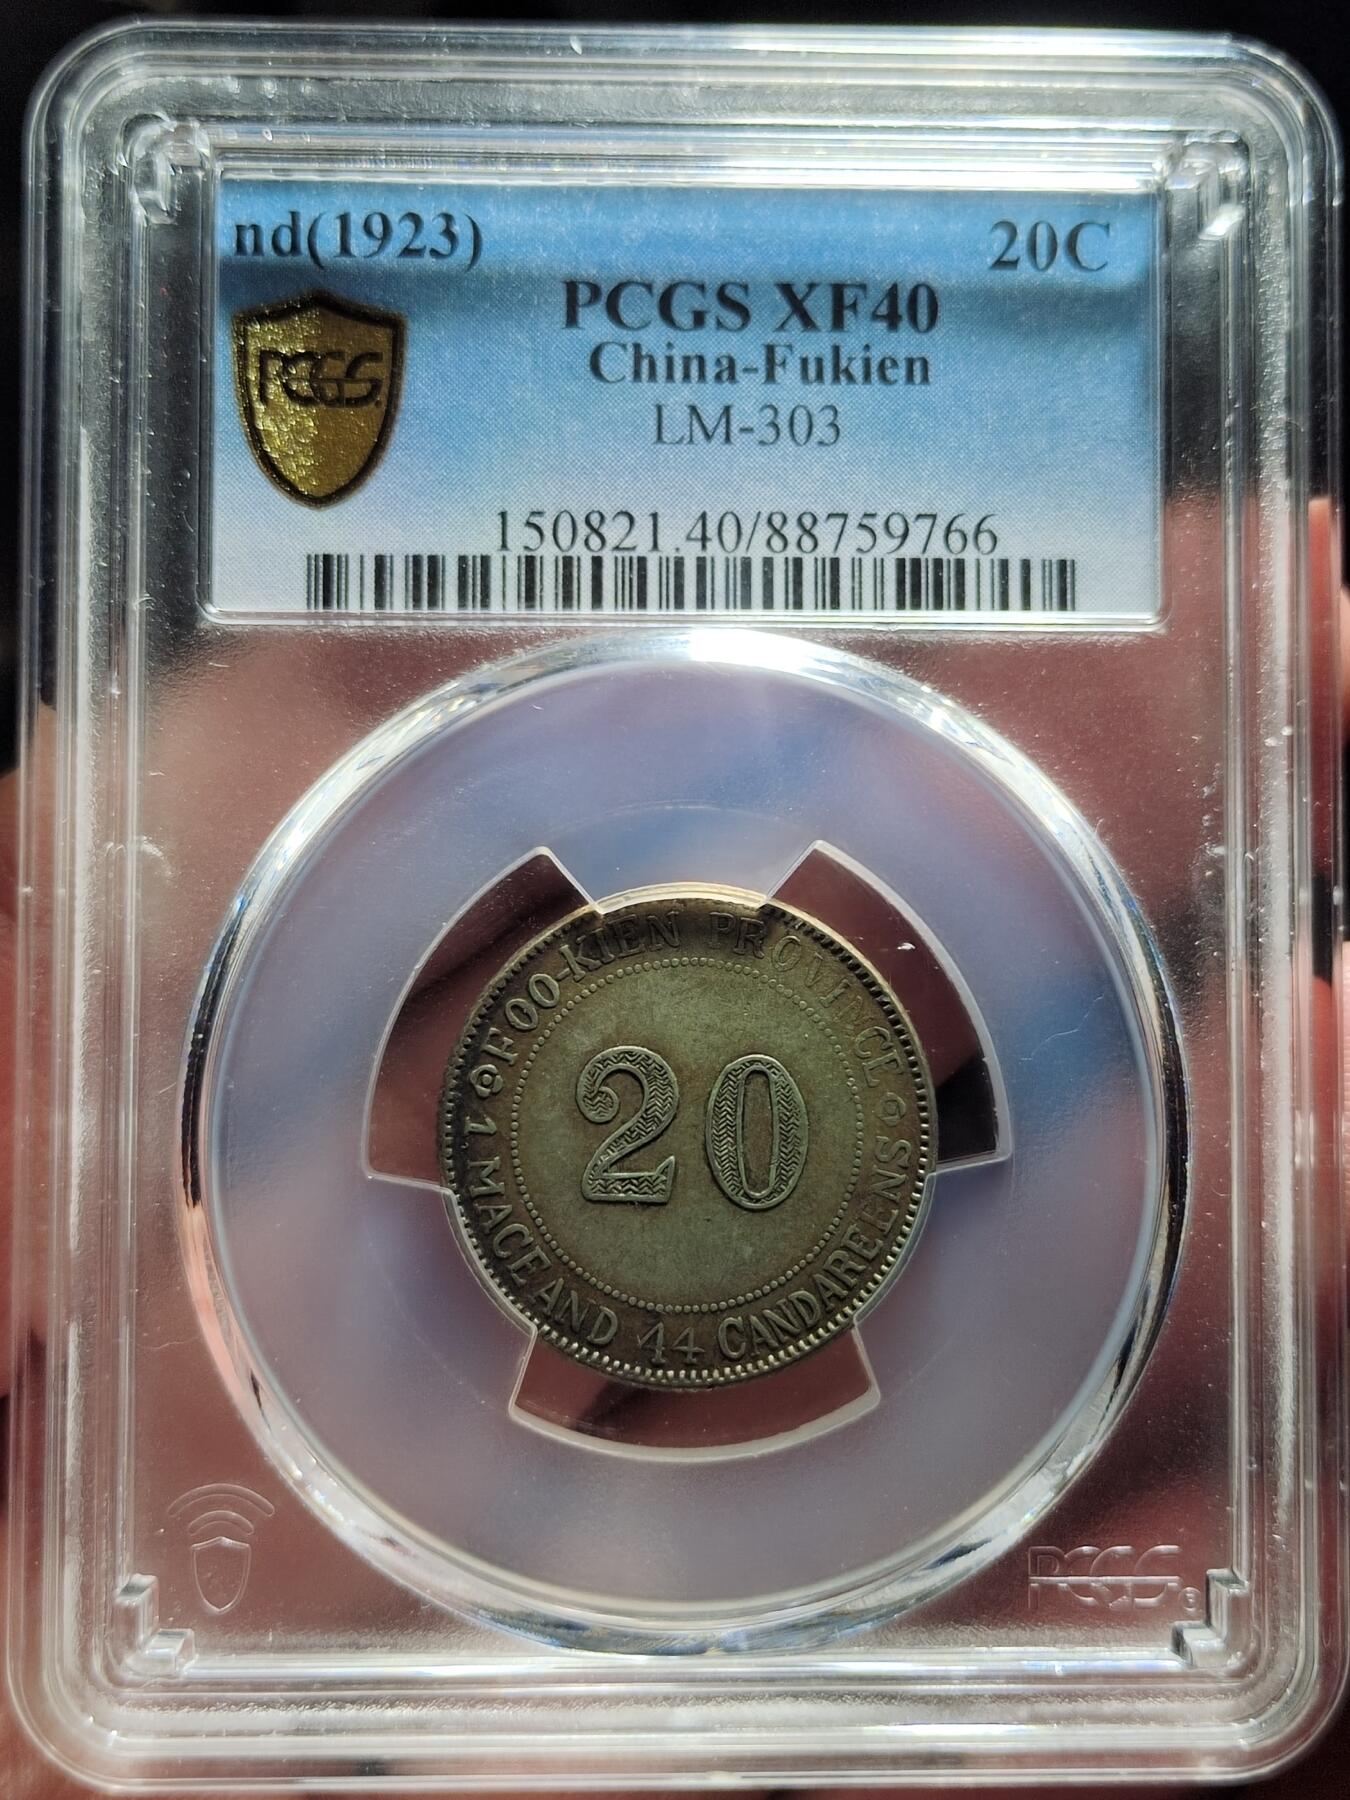 nd(1923) 20C
PCGS XF40
PCGS
China-Fukien
LM-303
150821.40/88759766
FOO-KIEN PROVINCE
20
1 MACE AND 44 CANDAREENS
PCGS